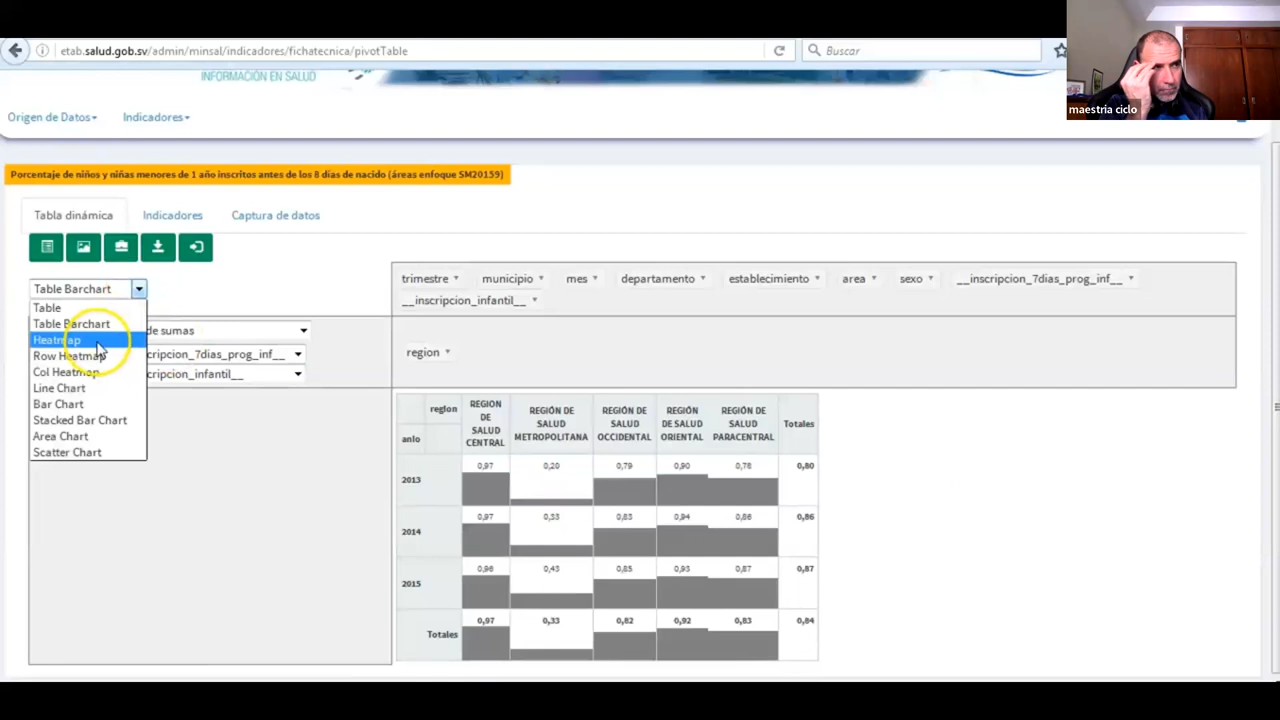 etab.salud.gob.sv/admin/minsal/indicadores/fichatecnica/pivotTable
Buscar
maestria ciclo
INFORMACIÓN EN SALUD
Origen de Datos
Indicadores
Porcentaje de niños y niñas menores de 1 año inscritos antes de los 8 días de nacido (áreas enfoque SM20159)
Tabla dinámica
Indicadores
Captura de datos
Table Barchart
trimestre municipio mes departamento establecimiento area sexo __inscripcion_7dias_prog_inf__
__inscripcion_infantil__
Table
Table Barchart
Heatmap
Row Heatmap
Col Heatmap
Line Chart
Bar Chart
Stacked Bar Chart
Area Chart
Scatter Chart
de sumas
cripcion_7dias_prog_inf__
cripcion_infantil__
region
region
anio
REGION DE SALUD CENTRAL
REGIÓN DE SALUD METROPOLITANA
REGIÓN DE SALUD OCCIDENTAL
REGIÓN DE SALUD ORIENTAL
REGIÓN DE SALUD PARACENTRAL
Totales
2013 0,97 0,20 0,79 0,90 0,78 0,80
2014 0,97 0,33 0,83 0,94 0,86 0,86
2015 0,96 0,43 0,85 0,93 0,87 0,87
Totales 0,97 0,33 0,82 0,92 0,83 0,84